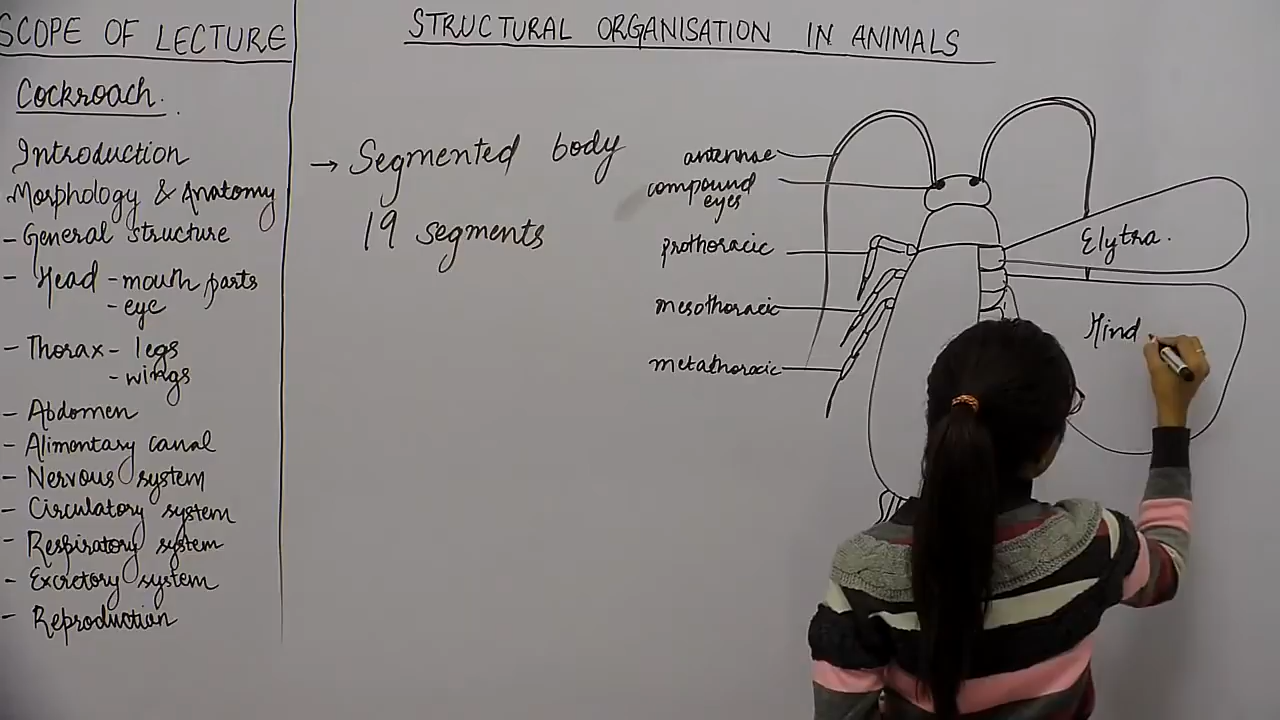 SCOPE OF LECTURE
Cockroach.
Introduction
Morphology & Anatomy
- General structure
- Head - mouth parts
- eye
- Thorax - legs
- wings
- Abdomen
- Alimentary canal
- Nervous system
- Circulatory system
- Respiratory system
- Excretory system
- Reproduction
STRUCTURAL ORGANISATION IN ANIMALS
→ Segmented body
19 segments
antennae
compound
eyes
prothoracic
mesothoracic
metathoracic
Elytra.
Hind